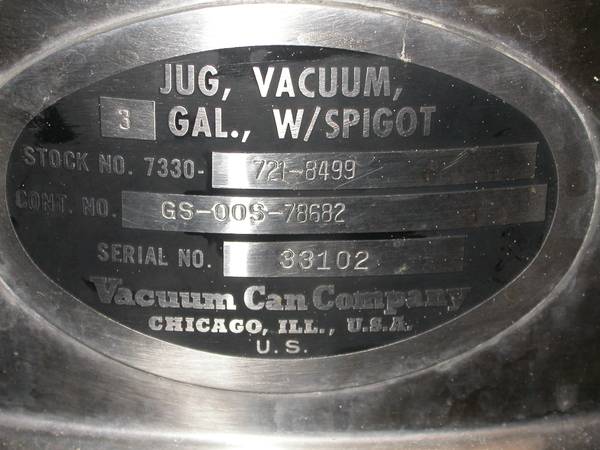 JUG, VACUUM,
3 GAL., W/SPIGOT
STOCK NO. 7330- 721-8499
CONT. NO. GS-00S-78682
SERIAL NO. 33102
Vacuum Can Company
CHICAGO, ILL., U.S.A.
U.S.